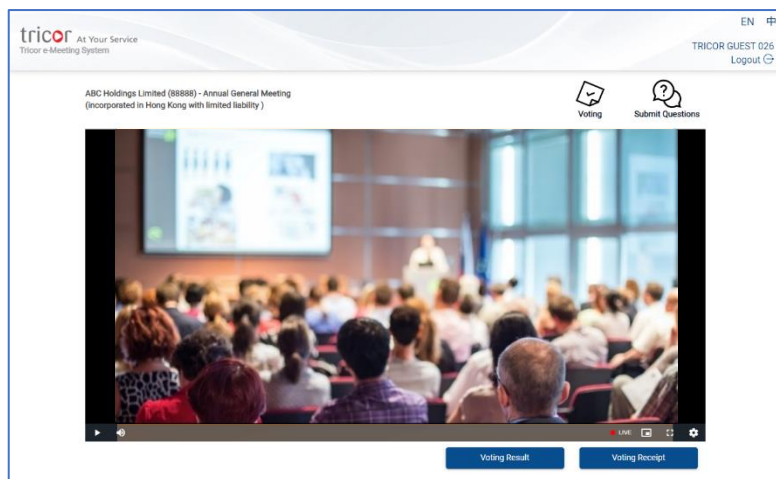 EN 中
tricor At Your Service
Tricor e-Meeting System
TRICOR GUEST 026
Logout
ABC Holdings Limited (88888) - Annual General Meeting
(incorporated in Hong Kong with limited liability )
Voting
Submit Questions
LIVE
Voting Result
Voting Receipt